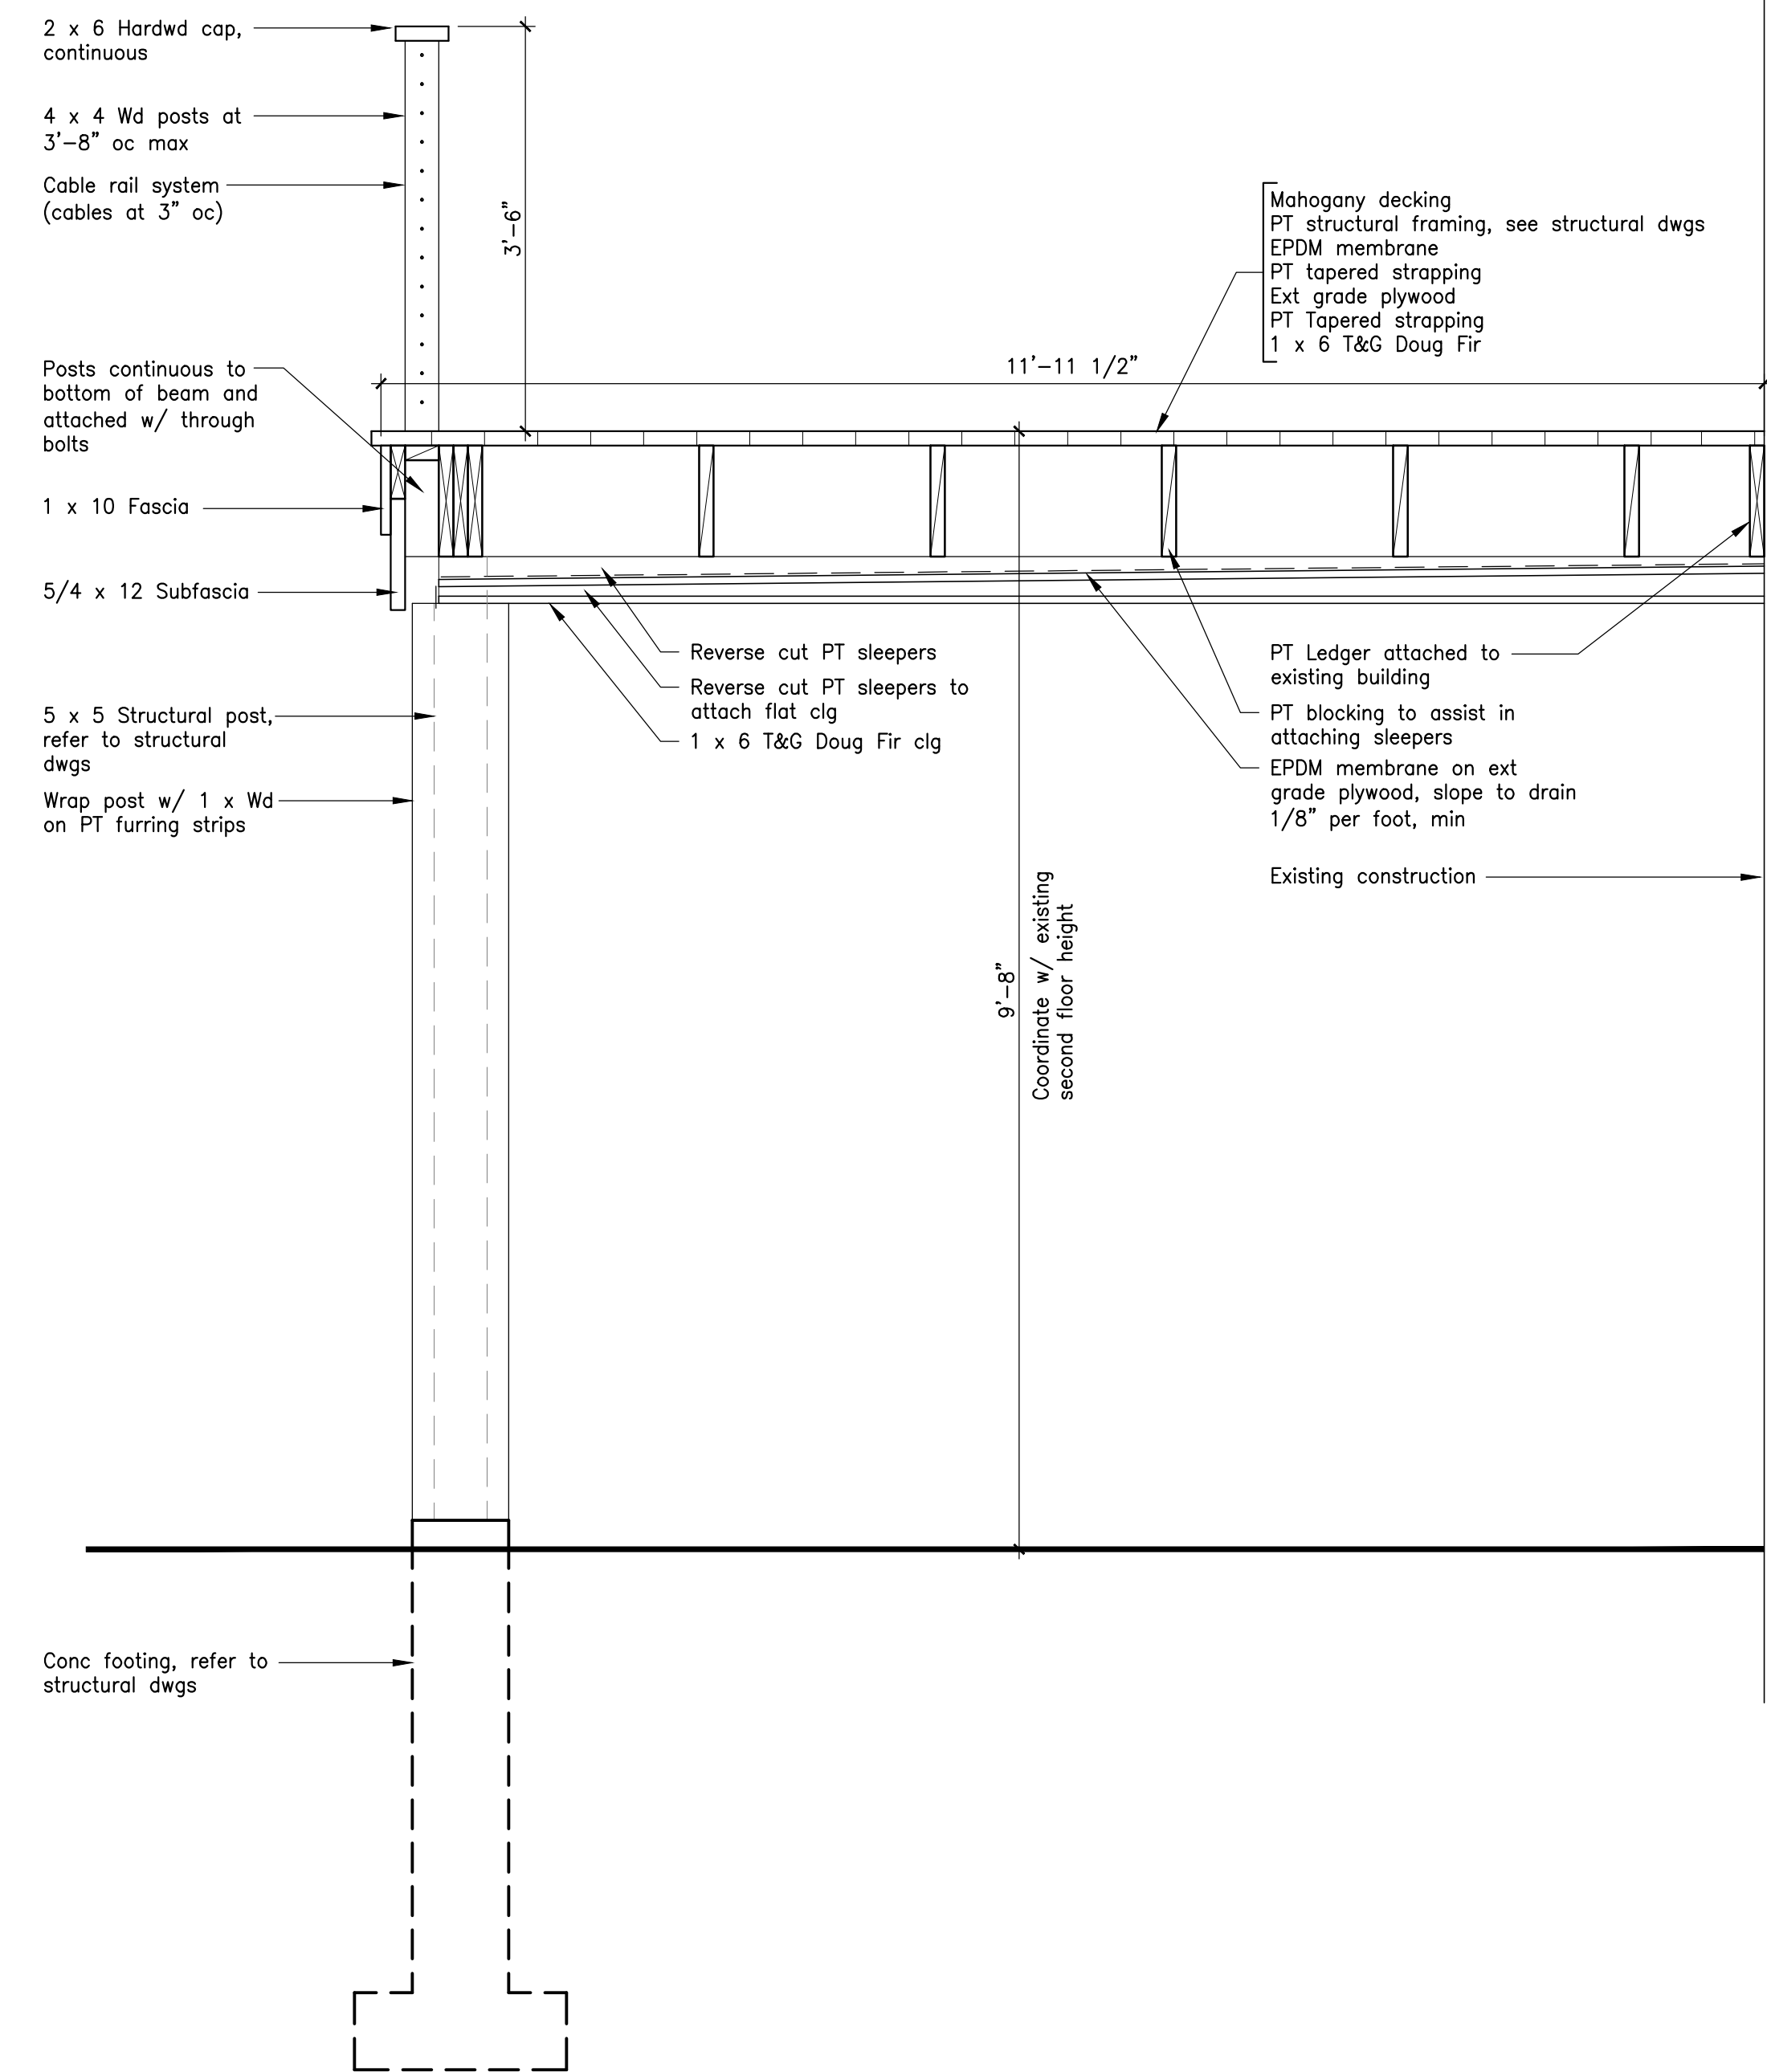 2 x 6 Hardwd cap,
continuous
4 x 4 Wd posts at
3'-8" oc max
Cable rail system
(cables at 3" oc)
3'-6"
Mahogany decking
PT structural framing, see structural dwgs
EPDM membrane
PT tapered strapping
Ext grade plywood
PT Tapered strapping
1 x 6 T&G Doug Fir
11'-11 1/2"
Posts continuous to
bottom of beam and
attached w/ through
bolts
1 x 10 Fascia
5/4 x 12 Subfascia
Reverse cut PT sleepers
Reverse cut PT sleepers to
attach flat clg
1 x 6 T&G Doug Fir clg
PT Ledger attached to
existing building
PT blocking to assist in
attaching sleepers
EPDM membrane on ext
grade plywood, slope to drain
1/8" per foot, min
Existing construction
5 x 5 Structural post,
refer to structural
dwgs
Wrap post w/ 1 x Wd
on PT furring strips
9'-8"
Coordinate w/ existing
second floor height
Conc footing, refer to
structural dwgs